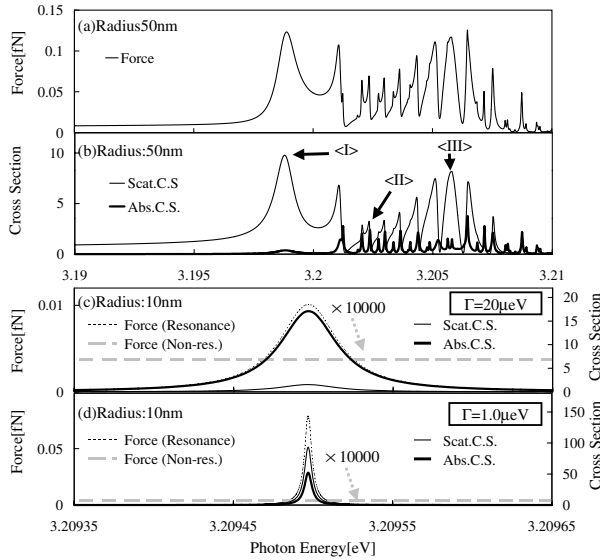 (a)Radius50nm
Force
Force[fN]
0.15
0.1
0.05
0
(b)Radius:50nm
Scat.C.S
Abs.C.S.
<I>
<II>
<III>
Cross Section
10
5
0
3.19
3.195
3.2
3.205
3.21
(c)Radius:10nm
Force (Resonance)
Force (Non-res.)
×10000
Γ=20μeV
Scat.C.S.
Abs.C.S.
Force[fN]
0.01
0
20
15
10
5
0
Cross Section
(d)Radius:10nm
Force (Resonance)
Force (Non-res.)
×10000
Γ=1.0μeV
Scat.C.S.
Abs.C.S.
Force[fN]
0.05
0
150
100
50
0
Cross Section
3.20935
3.20945
3.20955
3.20965
Photon Energy[eV]